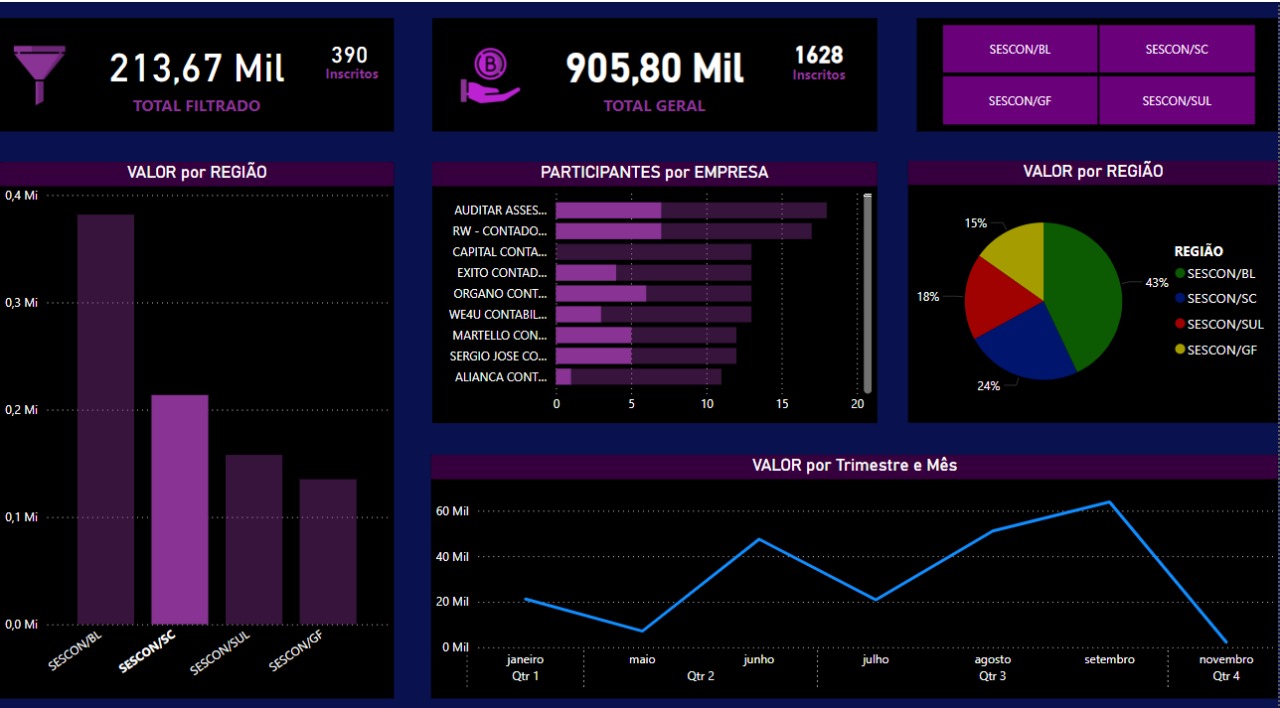 213,67 Mil
390
Inscritos
TOTAL FILTRADO
905,80 Mil
1628
Inscritos
TOTAL GERAL
SESCON/BL
SESCON/SC
SESCON/GF
SESCON/SUL
VALOR por REGIÃO
0,4 Mi
0,3 Mi
0,2 Mi
0,1 Mi
0,0 Mi
SESCON/BL
SESCON/SC
SESCON/SUL
SESCON/GF
PARTICIPANTES por EMPRESA
AUDITAR ASSES...
RW - CONTADO...
CAPITAL CONTA...
EXITO CONTAD...
ORGANO CONT...
WE4U CONTABIL...
MARTELLO CON...
SERGIO JOSE CO...
ALIANCA CONT...
0 5 10 15 20
VALOR por REGIÃO
15%
43%
18%
24%
REGIÃO
SESCON/BL
SESCON/SC
SESCON/SUL
SESCON/GF
VALOR por Trimestre e Mês
60 Mil
40 Mil
20 Mil
0 Mil
janeiro maio junho julho agosto setembro novembro
Qtr 1 Qtr 2 Qtr 3 Qtr 4